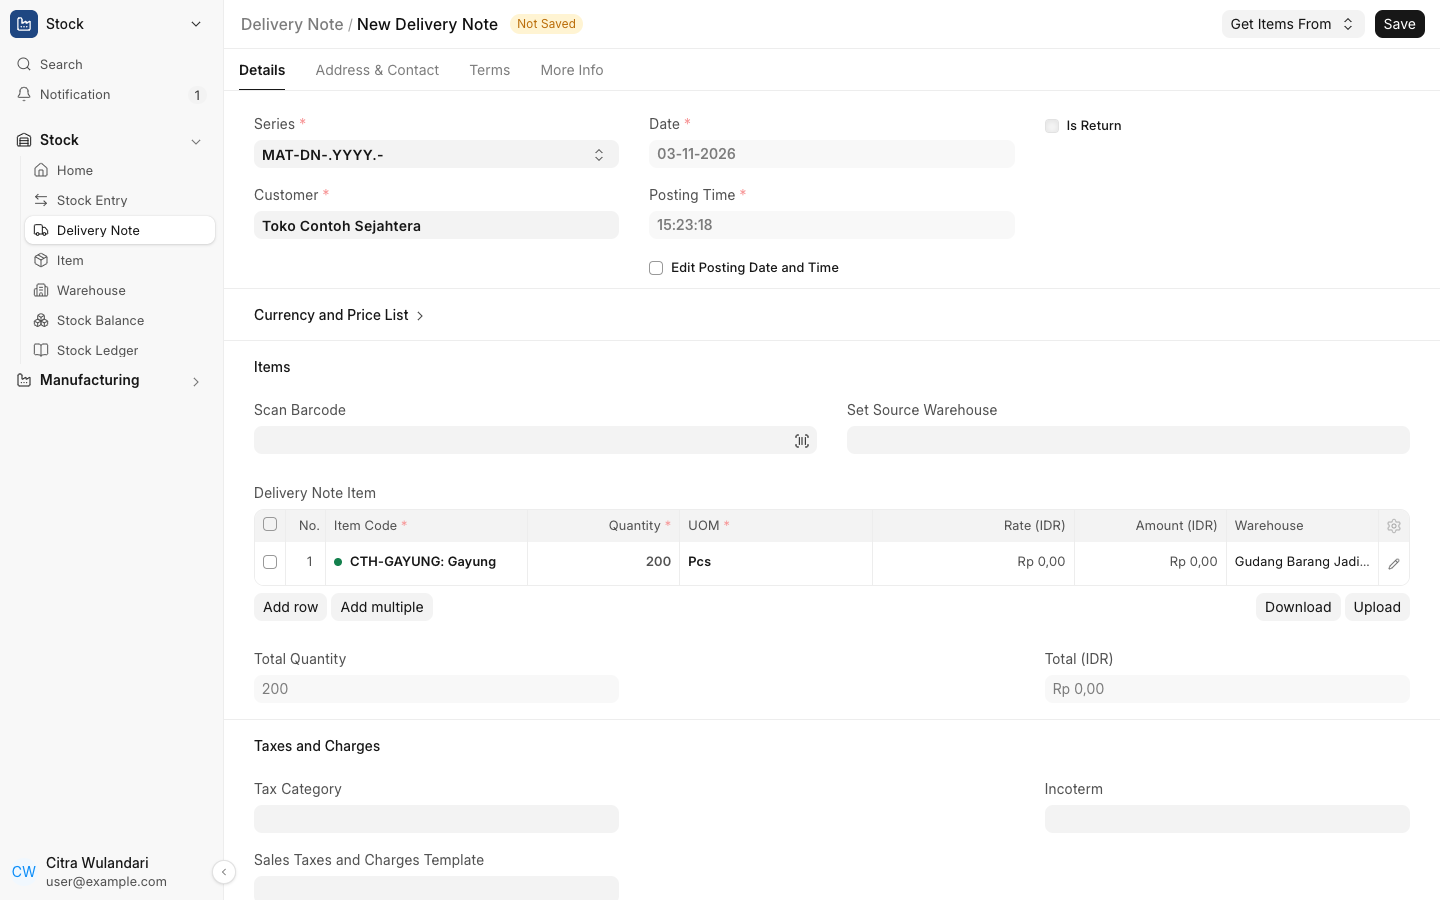 Stock
Search
Notification 1
Stock
Home
Stock Entry
Delivery Note
Item
Warehouse
Stock Balance
Stock Ledger
Manufacturing
CW
Citra Wulandari
user@example.com
Delivery Note / New Delivery Note Not Saved
Get Items From
Save
Details Address & Contact Terms More Info
Series * Date * Is Return
MAT-DN-.YYYY.- 03-11-2026
Customer * Posting Time *
Toko Contoh Sejahtera 15:23:18
Edit Posting Date and Time
Currency and Price List
Items
Scan Barcode Set Source Warehouse
Delivery Note Item
No. Item Code * Quantity * UOM * Rate (IDR) Amount (IDR) Warehouse
1 CTH-GAYUNG: Gayung 200 Pcs Rp 0,00 Rp 0,00 Gudang Barang Jadi...
Add row Add multiple Download Upload
Total Quantity Total (IDR)
200 Rp 0,00
Taxes and Charges
Tax Category Incoterm
Sales Taxes and Charges Template